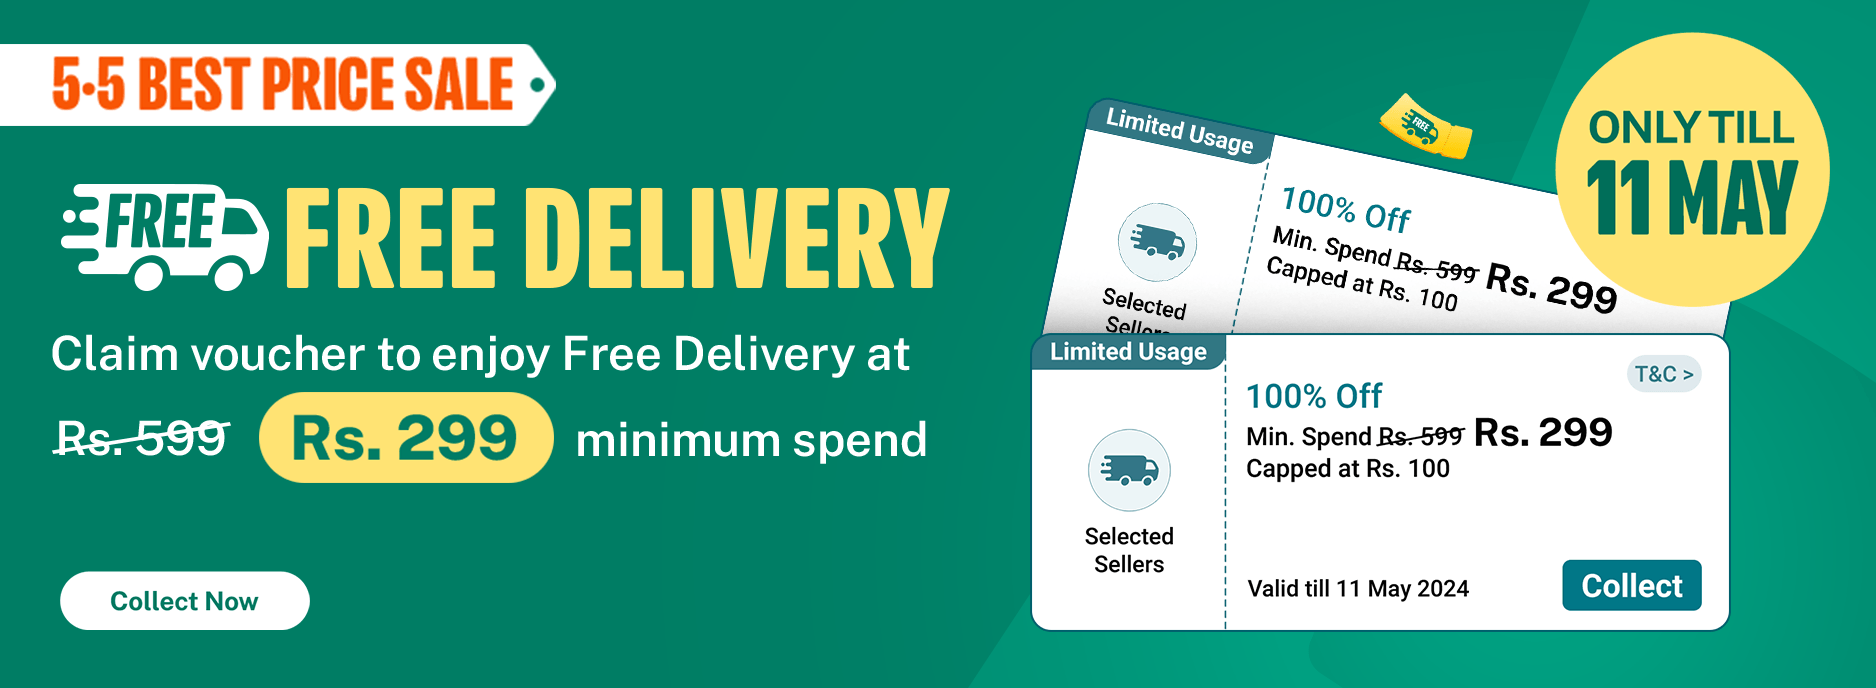 5.5 BEST PRICE SALE
FREE
FREE DELIVERY
Claim voucher to enjoy Free Delivery at
Rs. 599 Rs. 299 minimum spend
Collect Now
Limited Usage
Selected
Sellers
100% Off
Min. Spend Rs. 599 Rs. 299
Capped at Rs. 100
FREE
ONLY TILL
11 MAY
Limited Usage
Selected
Sellers
T&C >
100% Off
Min. Spend Rs. 599 Rs. 299
Capped at Rs. 100
Valid till 11 May 2024
Collect